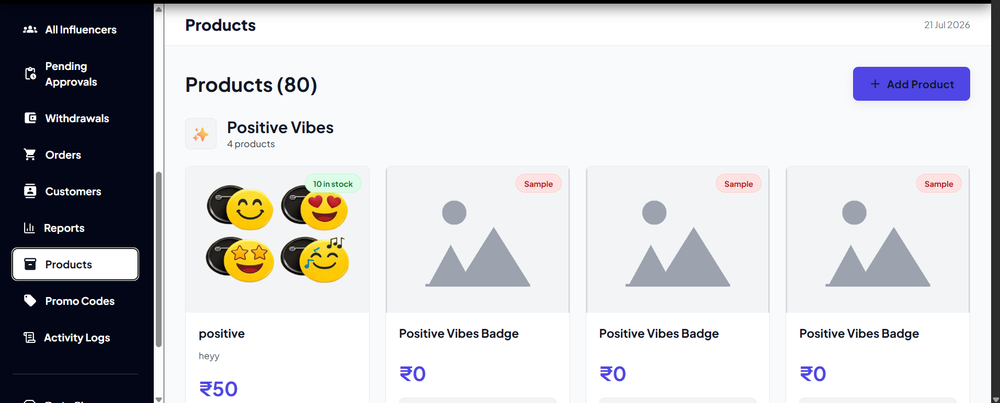 All Influencers
Pending
Approvals
Withdrawals
Orders
Customers
Reports
Products
Promo Codes
Activity Logs
Products
21 Jul 2026
Products (80)
+ Add Product
Positive Vibes
4 products
10 in stock
Sample
Sample
Sample
positive
Positive Vibes Badge
Positive Vibes Badge
Positive Vibes Badge
heyy
₹50
₹0
₹0
₹0